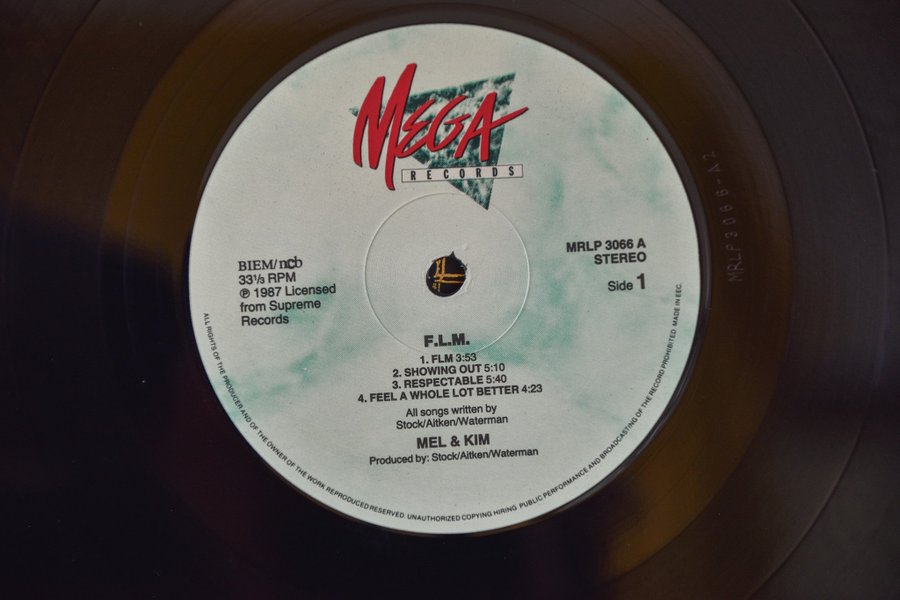 MEGA
RECORDS
BIEM/ncb
33⅓ RPM
℗ 1987 Licensed
from Supreme
Records
MRLP 3066 A
STEREO
Side 1
F.L.M.
1. FLM 3:53
2. SHOWING OUT 5:10
3. RESPECTABLE 5:40
4. FEEL A WHOLE LOT BETTER 4:23
All songs written by
Stock/Aitken/Waterman
MEL & KIM
Produced by: Stock/Aitken/Waterman
ALL RIGHTS OF THE PRODUCER AND OF THE OWNER OF THE WORK REPRODUCED RESERVED. UNAUTHORIZED COPYING HIRING PUBLIC PERFORMANCE AND BROADCASTING OF THE RECORD PROHIBITED. MADE IN EEC.
MRLP3066-A2